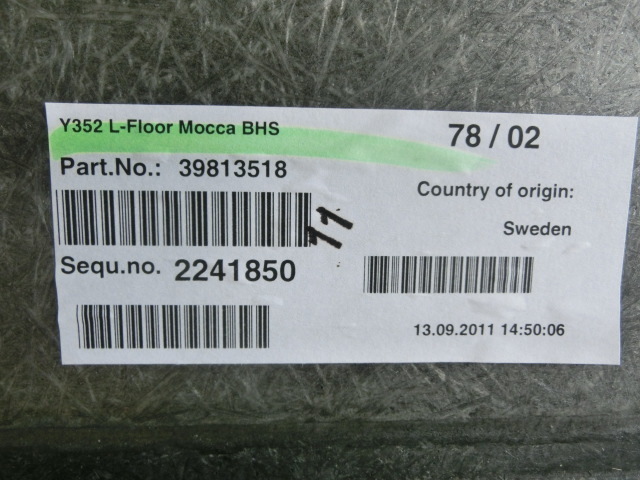 Y352 L-Floor Mocca BHS
78 / 02
Part.No.: 39813518
Country of origin:
Sweden
11
Sequ.no. 2241850
13.09.2011 14:50:06